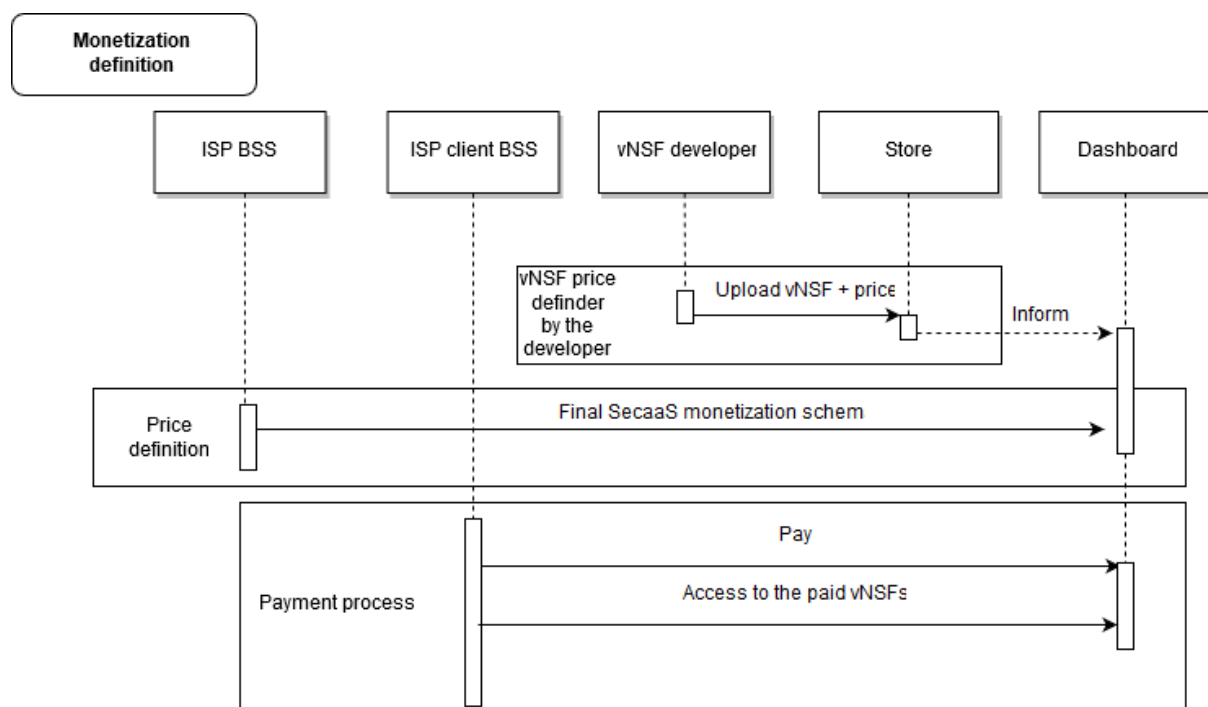 Monetization
definition
ISP BSS
ISP client BSS
vNSF developer
Store
Dashboard
vNSF price
definder
by the
developer
Upload vNSF + price
Inform
Final SecaaS monetization schem
Price
definition
Pay
Access to the paid vNSFs
Payment process